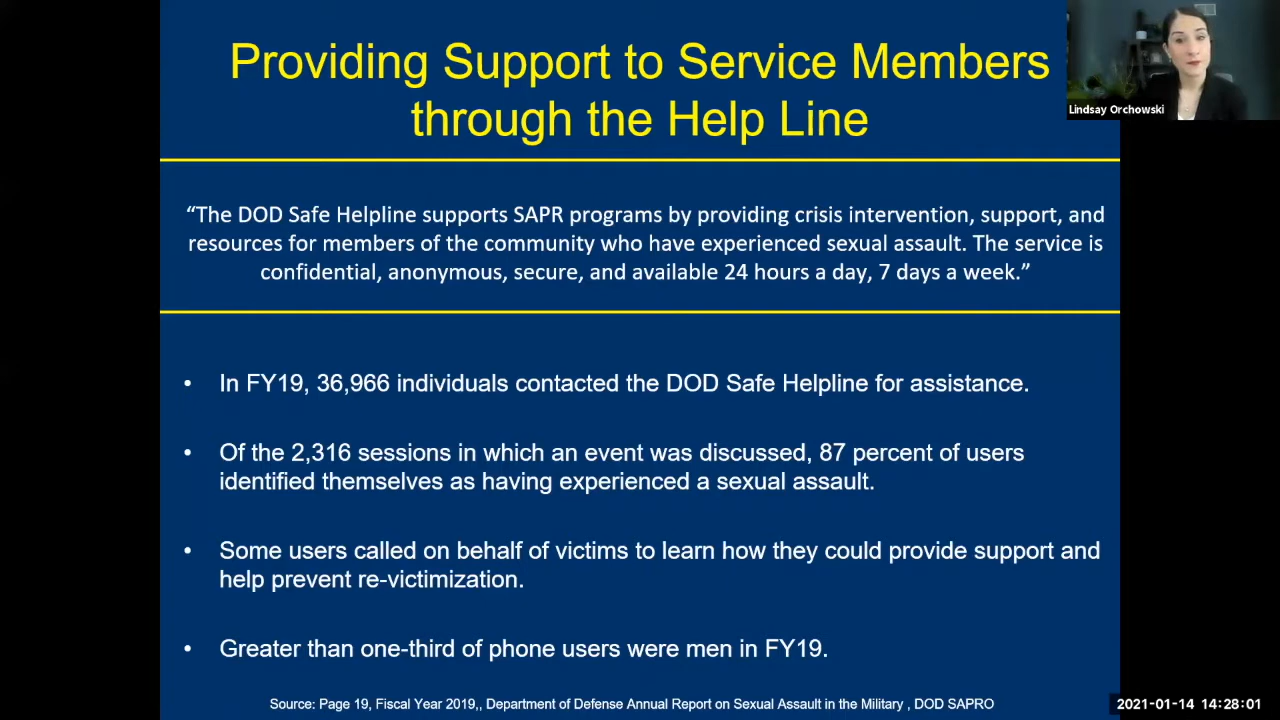 Providing Support to Service Members
through the Help Line
Lindsay Orchowski
“The DOD Safe Helpline supports SAPR programs by providing crisis intervention, support, and
resources for members of the community who have experienced sexual assault. The service is
confidential, anonymous, secure, and available 24 hours a day, 7 days a week.”
• In FY19, 36,966 individuals contacted the DOD Safe Helpline for assistance.
• Of the 2,316 sessions in which an event was discussed, 87 percent of users
identified themselves as having experienced a sexual assault.
• Some users called on behalf of victims to learn how they could provide support and
help prevent re-victimization.
• Greater than one-third of phone users were men in FY19.
Source: Page 19, Fiscal Year 2019,, Department of Defense Annual Report on Sexual Assault in the Military , DOD SAPRO
2021-01-14 14:28:01